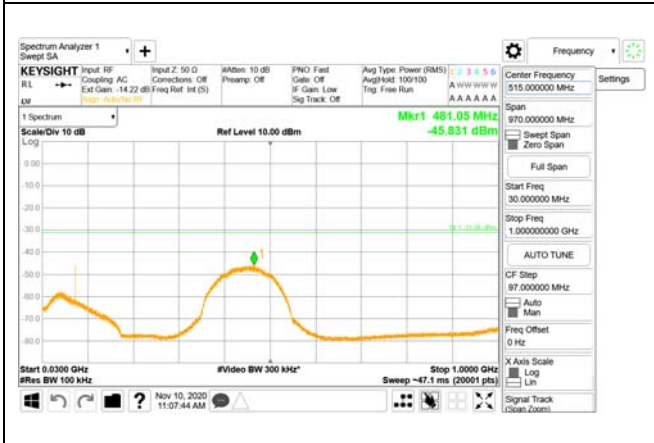 Spectrum Analyzer 1
Swept SA
+
Frequency
KEYSIGHT
Input: RF
Coupling: AC
Ext Gain: -14.22 dB
Align: Auto/No RF
Input Z: 50 Ω
Corrections: Off
Freq Ref: Int (S)
#Atten: 10 dB
Preamp: Off
PNO: Fast
Gate: Off
IF Gain: Low
Sig Track: Off
Avg Type: Power (RMS)
Avg|Hold: 100/100
Trig: Free Run
1 2 3 4 5 6
A W W W W W
A A A A A A
RL
Center Frequency
515.000000 MHz
Settings
1 Spectrum
Scale/Div 10 dB
Ref Level 10.00 dBm
Mkr1 481.05 MHz
-45.831 dBm
Span
970.000000 MHz
Swept Span
Zero Span
Full Span
Start Freq
30.000000 MHz
Stop Freq
1.000000000 GHz
AUTO TUNE
CF Step
97.000000 MHz
Auto
Man
Freq Offset
0 Hz
X Axis Scale
Log
Lin
Signal Track
(Span Zoom)
Log
0.00
-10.0
-20.0
-30.0
-40.0
-50.0
-60.0
-70.0
-80.0
1
Start 0.0300 GHz
#Res BW 100 kHz
#Video BW 300 kHz*
Stop 1.0000 GHz
Sweep ~47.1 ms (20001 pts)
?
Nov 10, 2020
11:07:44 AM